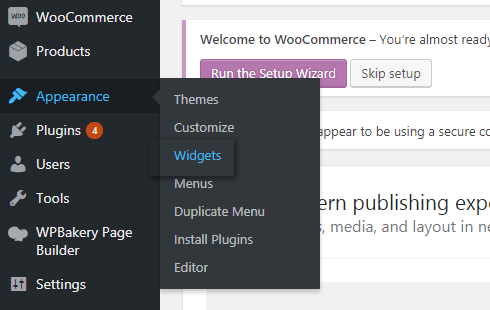 WooCommerce
Products
Appearance
Plugins 4
Users
Tools
WPBakery Page
Builder
Settings
Themes
Customize
Widgets
Menus
Duplicate Menu
Install Plugins
Editor
Welcome to WooCommerce – You're almost ready
Run the Setup Wizard
Skip setup
appear to be using a secure co
ern publishing expe
s, media, and layout in ne